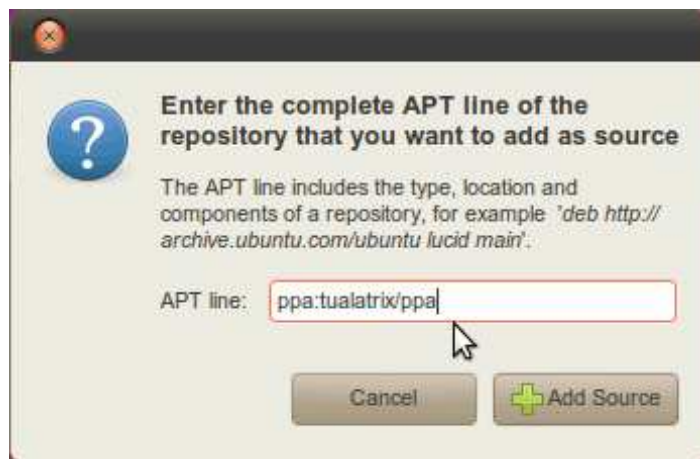 Enter the complete APT line of the
repository that you want to add as source
The APT line includes the type, location and
components of a repository, for example 'deb http://
archive.ubuntu.com/ubuntu lucid main'.
APT line: ppa:tualatrix/ppa
Cancel Add Source